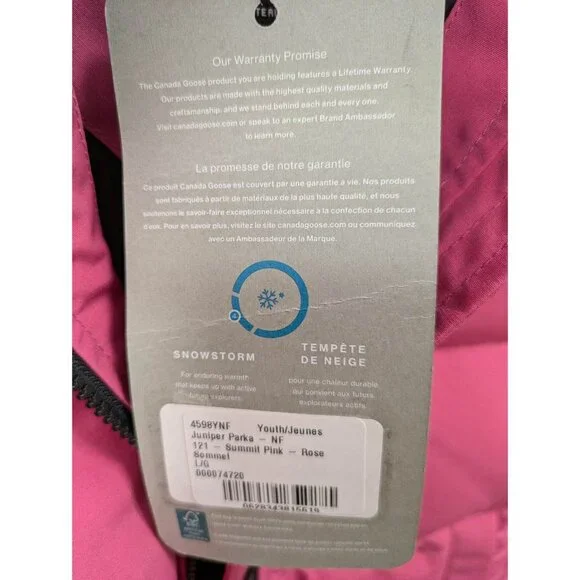 Our Warranty Promise
The Canada Goose product you are holding features a Lifetime Warranty.
Our products are made with the highest quality materials and
craftsmanship, and we stand behind each and every one.
Visit canadagoose.com or speak to an expert Brand Ambassador
to learn more.
La promesse de notre garantie
Ce produit Canada Goose est couvert par une garantie à vie. Nos produits
sont fabriqués à partir de matériaux de la plus haute qualité, et nous
soutenons le savoir-faire exceptionnel nécessaire à la confection de chacun
d'eux. Pour en savoir plus, visitez le site canadagoose.com ou communiquez
avec un Ambassadeur de la Marque.
SNOWSTORM
For enduring warmth
that keeps up with active
future explorers.
TEMPÊTE
DE NEIGE
pour une chaleur durable
qui convient aux futurs
explorateurs actifs.
4598YNF Youth/Jeunes
Juniper Parka - NF
121 - Summit Pink - Rose
Sommet
L/G
000074720
0628343815619
FSC